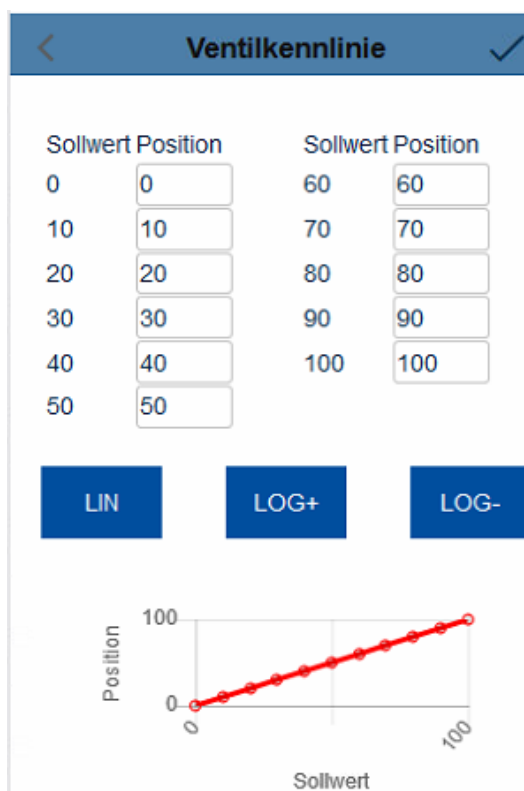 Ventilkennlinie
Sollwert Position Sollwert Position
0 0 60 60
10 10 70 70
20 20 80 80
30 30 90 90
40 40 100 100
50 50
LIN LOG+ LOG-
100
Position
0
0 100
Sollwert